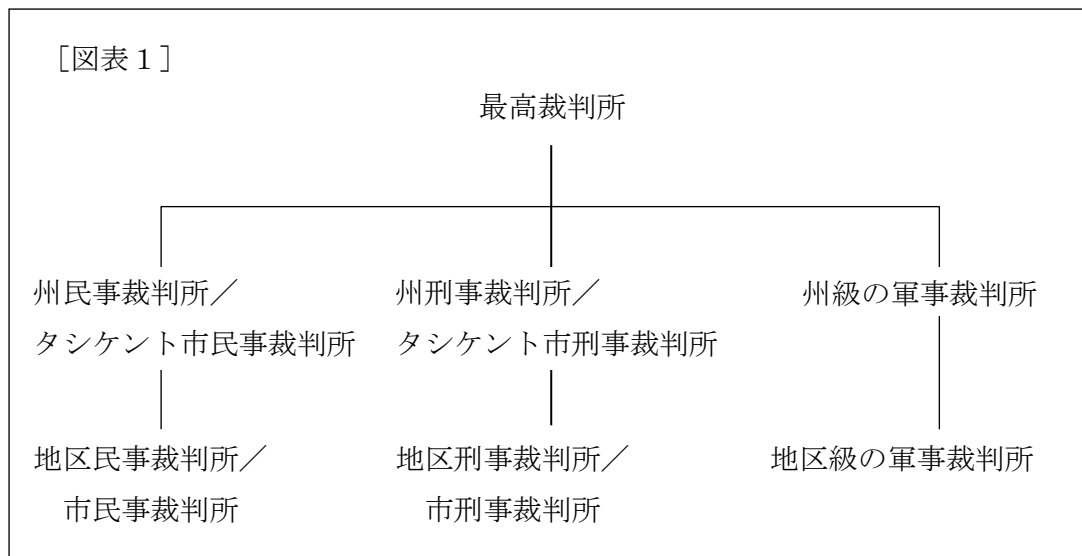 ［図表１］
最高裁判所
州民事裁判所／
タシケント市民事裁判所
州刑事裁判所／
タシケント市刑事裁判所
州級の軍事裁判所
地区民事裁判所／
市民事裁判所
地区刑事裁判所／
市刑事裁判所
地区級の軍事裁判所